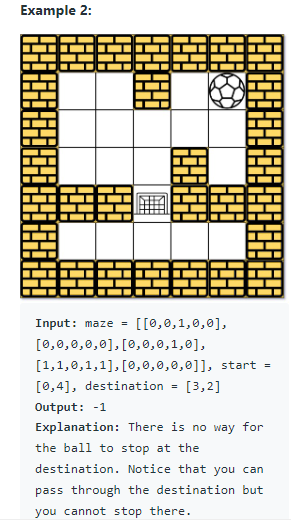 Example 2:
Input: maze = [[0,0,1,0,0],
[0,0,0,0,0],[0,0,0,1,0],
[1,1,0,1,1],[0,0,0,0,0]], start =
[0,4], destination = [3,2]
Output: -1
Explanation: There is no way for
the ball to stop at the
destination. Notice that you can
pass through the destination but
you cannot stop there.